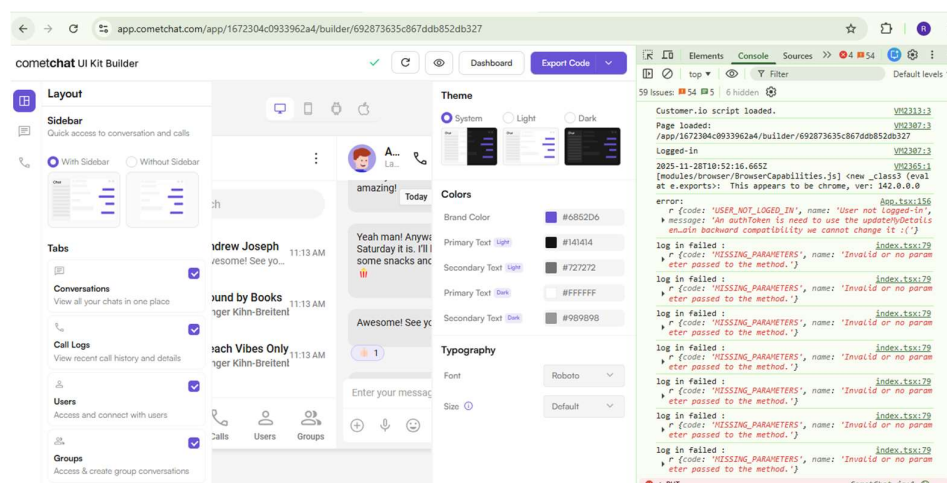 app.cometchat.com/app/1672304c0933962a4/builder/692873635c867ddb852db327
R
cometchat UI Kit Builder
Dashboard
Export Code
Layout
Sidebar
Quick access to conversation and calls
With Sidebar
Without Sidebar
Tabs
Conversations
View all your chats in one place
Call Logs
View recent call history and details
Users
Access and connect with users
Groups
Access & create group conversations
ch
ndrew Joseph
11:13 AM
wesome! See yo...
ound by Books
11:13 AM
nger Kihn-Breitenl
each Vibes Only
11:13 AM
nger Kihn-Breitenl
Calls
Users
Groups
A...
La...
amazing!
Today
Yeah man! Anywa
Saturday it is. I'll
some snacks and
Awesome! See yo
1
Enter your messag
Theme
System
Light
Dark
Colors
Brand Color
#6852D6
Primary Text Light
#141414
Secondary Text Light
#727272
Primary Text Dark
#FFFFFF
Secondary Text Dark
#989898
Typography
Font
Roboto
Size
Default
Elements
Console
Sources
4
54
top
Filter
Default levels
59 Issues: 54 5
6 hidden
Customer.io script loaded. VM2313:3
Page loaded: VM2307:3
/app/1672304c0933962a4/builder/692873635c867ddb852db327
Logged-in VM2307:3
2025-11-28T10:52:16.665Z VM2365:1
[modules/browser/BrowserCapabilities.js] <new _class3 (eval
at e.exports>: This appears to be chrome, ver: 142.0.0.0
error: App.tsx:156
r {code: 'USER_NOT_LOGED_IN', name: 'User not Logged-in',
message: 'An authToken is need to use the updateMyDetails
en…ain backward compatibility we cannot change it :('}
log in failed : index.tsx:79
r {code: 'MISSING_PARAMETERS', name: 'Invalid or no param
eter passed to the method.'}
log in failed : index.tsx:79
r {code: 'MISSING_PARAMETERS', name: 'Invalid or no param
eter passed to the method.'}
log in failed : index.tsx:79
r {code: 'MISSING_PARAMETERS', name: 'Invalid or no param
eter passed to the method.'}
log in failed : index.tsx:79
r {code: 'MISSING_PARAMETERS', name: 'Invalid or no param
eter passed to the method.'}
log in failed : index.tsx:79
r {code: 'MISSING_PARAMETERS', name: 'Invalid or no param
eter passed to the method.'}
log in failed : index.tsx:79
r {code: 'MISSING_PARAMETERS', name: 'Invalid or no param
eter passed to the method.'}
log in failed : index.tsx:79
r {code: 'MISSING_PARAMETERS', name: 'Invalid or no param
eter passed to the method.'}